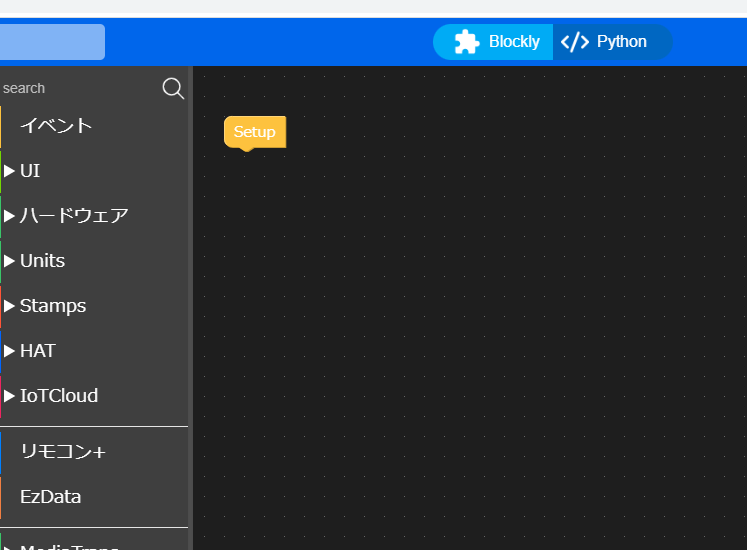 Blockly
Python
search
イベント
Setup
UI
ハードウェア
Units
Stamps
HAT
IoTCloud
リモコン+
EzData
MediaTrans